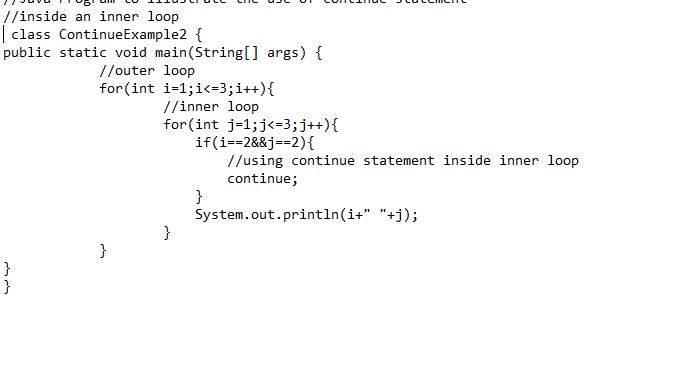 //Java Program to illustrate the use of continue statement
//inside an inner loop
class ContinueExample2 {
public static void main(String[] args) {
//outer loop
for(int i=1;i<=3;i++){
//inner loop
for(int j=1;j<=3;j++){
if(i==2&&j==2){
//using continue statement inside inner loop
continue;
}
System.out.println(i+" "+j);
}
}
}
}